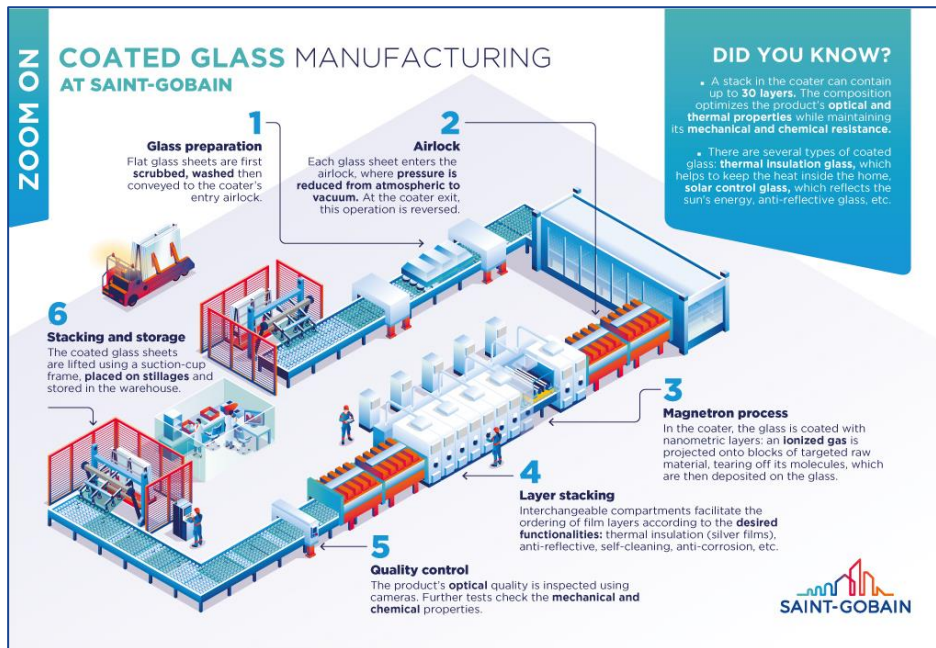 ZOOM ON
COATED GLASS MANUFACTURING
AT SAINT-GOBAIN
DID YOU KNOW?
• A stack in the coater can contain
up to 30 layers. The composition
optimizes the product's optical and
thermal properties while maintaining
its mechanical and chemical resistance.
• There are several types of coated
glass: thermal insulation glass, which
helps to keep the heat inside the home,
solar control glass, which reflects the
sun's energy, anti-reflective glass, etc.
1
Glass preparation
Flat glass sheets are first
scrubbed, washed then
conveyed to the coater's
entry airlock.
2
Airlock
Each glass sheet enters the
airlock, where pressure is
reduced from atmospheric to
vacuum. At the coater exit,
this operation is reversed.
3
Magnetron process
In the coater, the glass is coated with
nanometric layers: an ionized gas is
projected onto blocks of targeted raw
material, tearing off its molecules, which
are then deposited on the glass.
4
Layer stacking
Interchangeable compartments facilitate the
ordering of film layers according to the desired
functionalities: thermal insulation (silver films),
anti-reflective, self-cleaning, anti-corrosion, etc.
5
Quality control
The product's optical quality is inspected using
cameras. Further tests check the mechanical and
chemical properties.
6
Stacking and storage
The coated glass sheets
are lifted using a suction-cup
frame, placed on stillages and
stored in the warehouse.
SAINT-GOBAIN